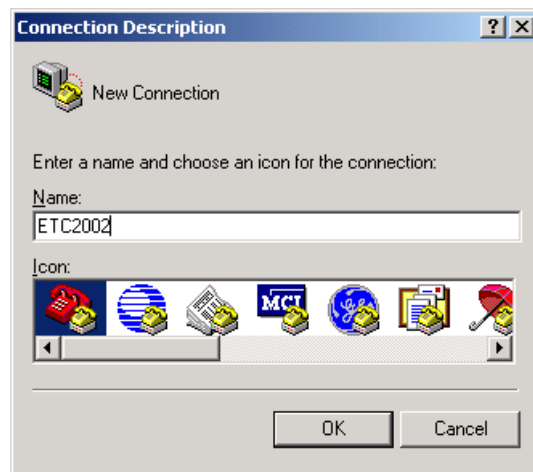 Connection Description
New Connection
Enter a name and choose an icon for the connection:
Name:
ETC2002
Icon:
MCI
OK Cancel